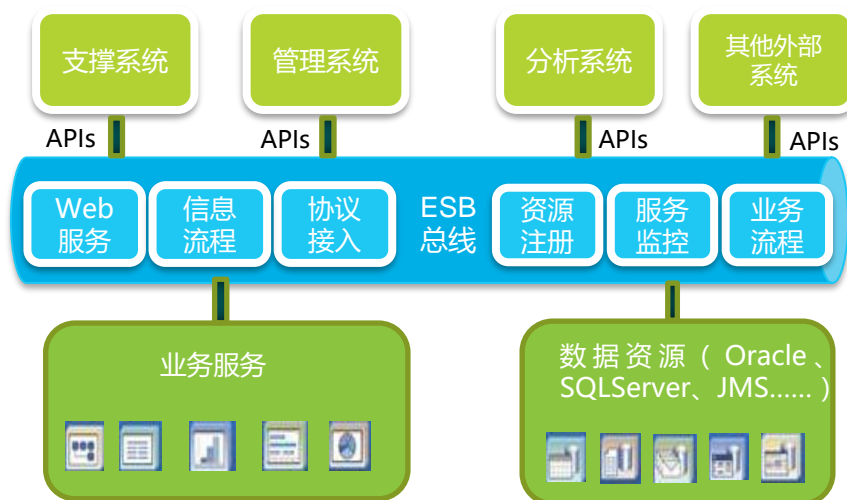 支撑系统
管理系统
分析系统
其他外部
系统
APIs
APIs
APIs
APIs
Web
服务
信息
流程
协议
接入
ESB
总线
资源
注册
服务
监控
业务
流程
业务服务
数据资源（Oracle、
SQLServer、JMS......）